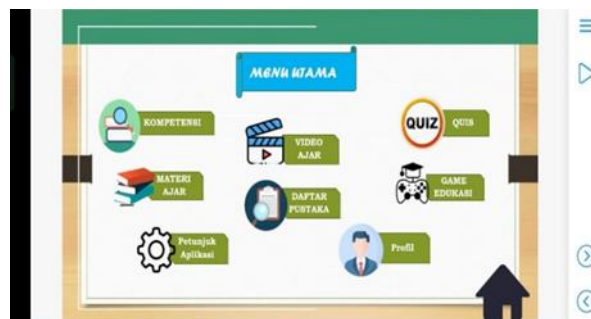 MENU UTAMA
KOMPETENSI
VIDEO
AJAR
QUIZ
QUIS
MATERI
AJAR
DAFTAR
PUSTAKA
GAME
EDUKASI
Petunjuk
Aplikasi
Profil